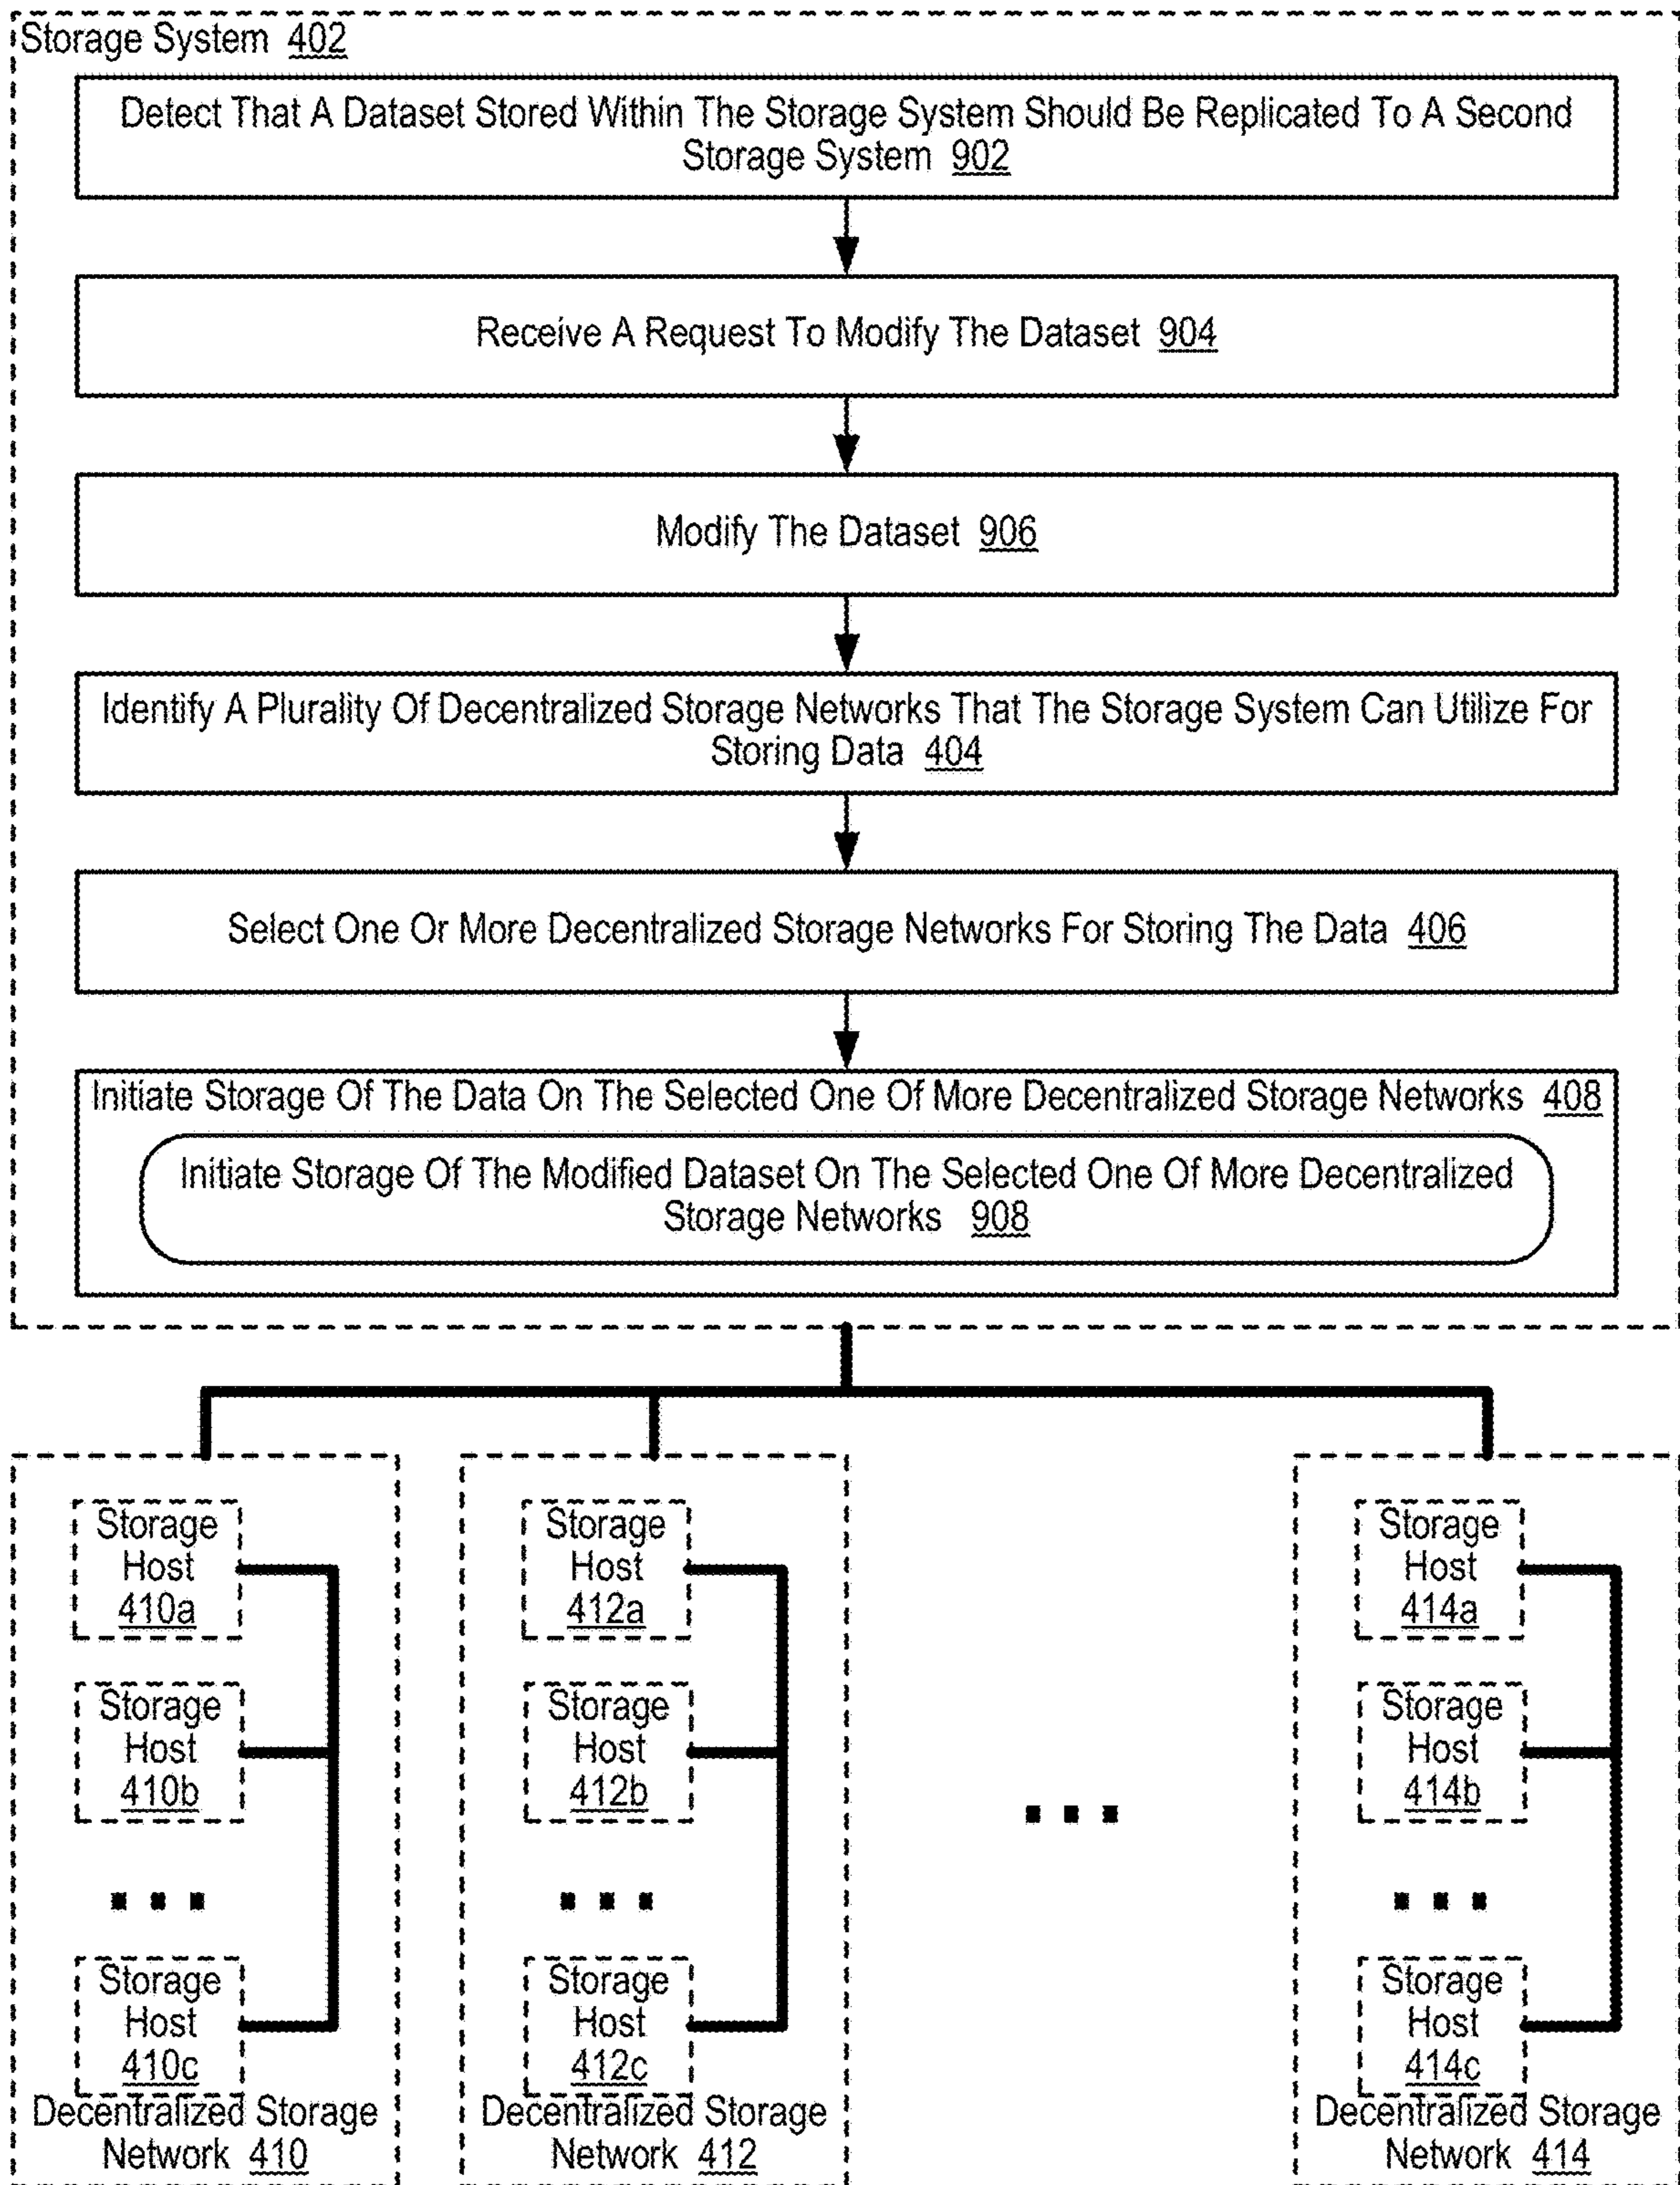 Storage System 402
Detect That A Dataset Stored Within The Storage System Should Be Replicated To A Second
Storage System 902
Receive A Request To Modify The Dataset 904
Modify The Dataset 906
Identify A Plurality Of Decentralized Storage Networks That The Storage System Can Utilize For
Storing Data 404
Select One Or More Decentralized Storage Networks For Storing The Data 406
Initiate Storage Of The Data On The Selected One Of More Decentralized Storage Networks 408
Initiate Storage Of The Modified Dataset On The Selected One Of More Decentralized
Storage Networks 908
Storage
Host
410a
Storage
Host
410b
Storage
Host
410c
Decentralized Storage
Network 410
Storage
Host
412a
Storage
Host
412b
Storage
Host
412c
Decentralized Storage
Network 412
Storage
Host
414a
Storage
Host
414b
Storage
Host
414c
Decentralized Storage
Network 414